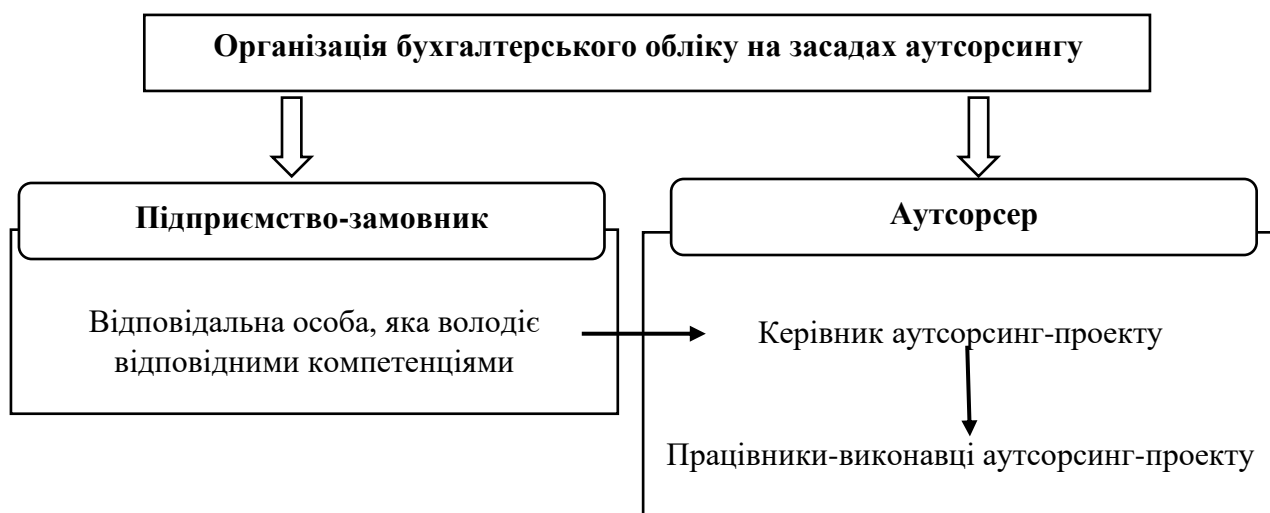 Організація бухгалтерського обліку на засадах аутсорсингу
Підприємство-замовник
Відповідальна особа, яка володіє
відповідними компетенціями
Аутсорсер
Керівник аутсорсинг-проекту
Працівники-виконавці аутсорсинг-проекту